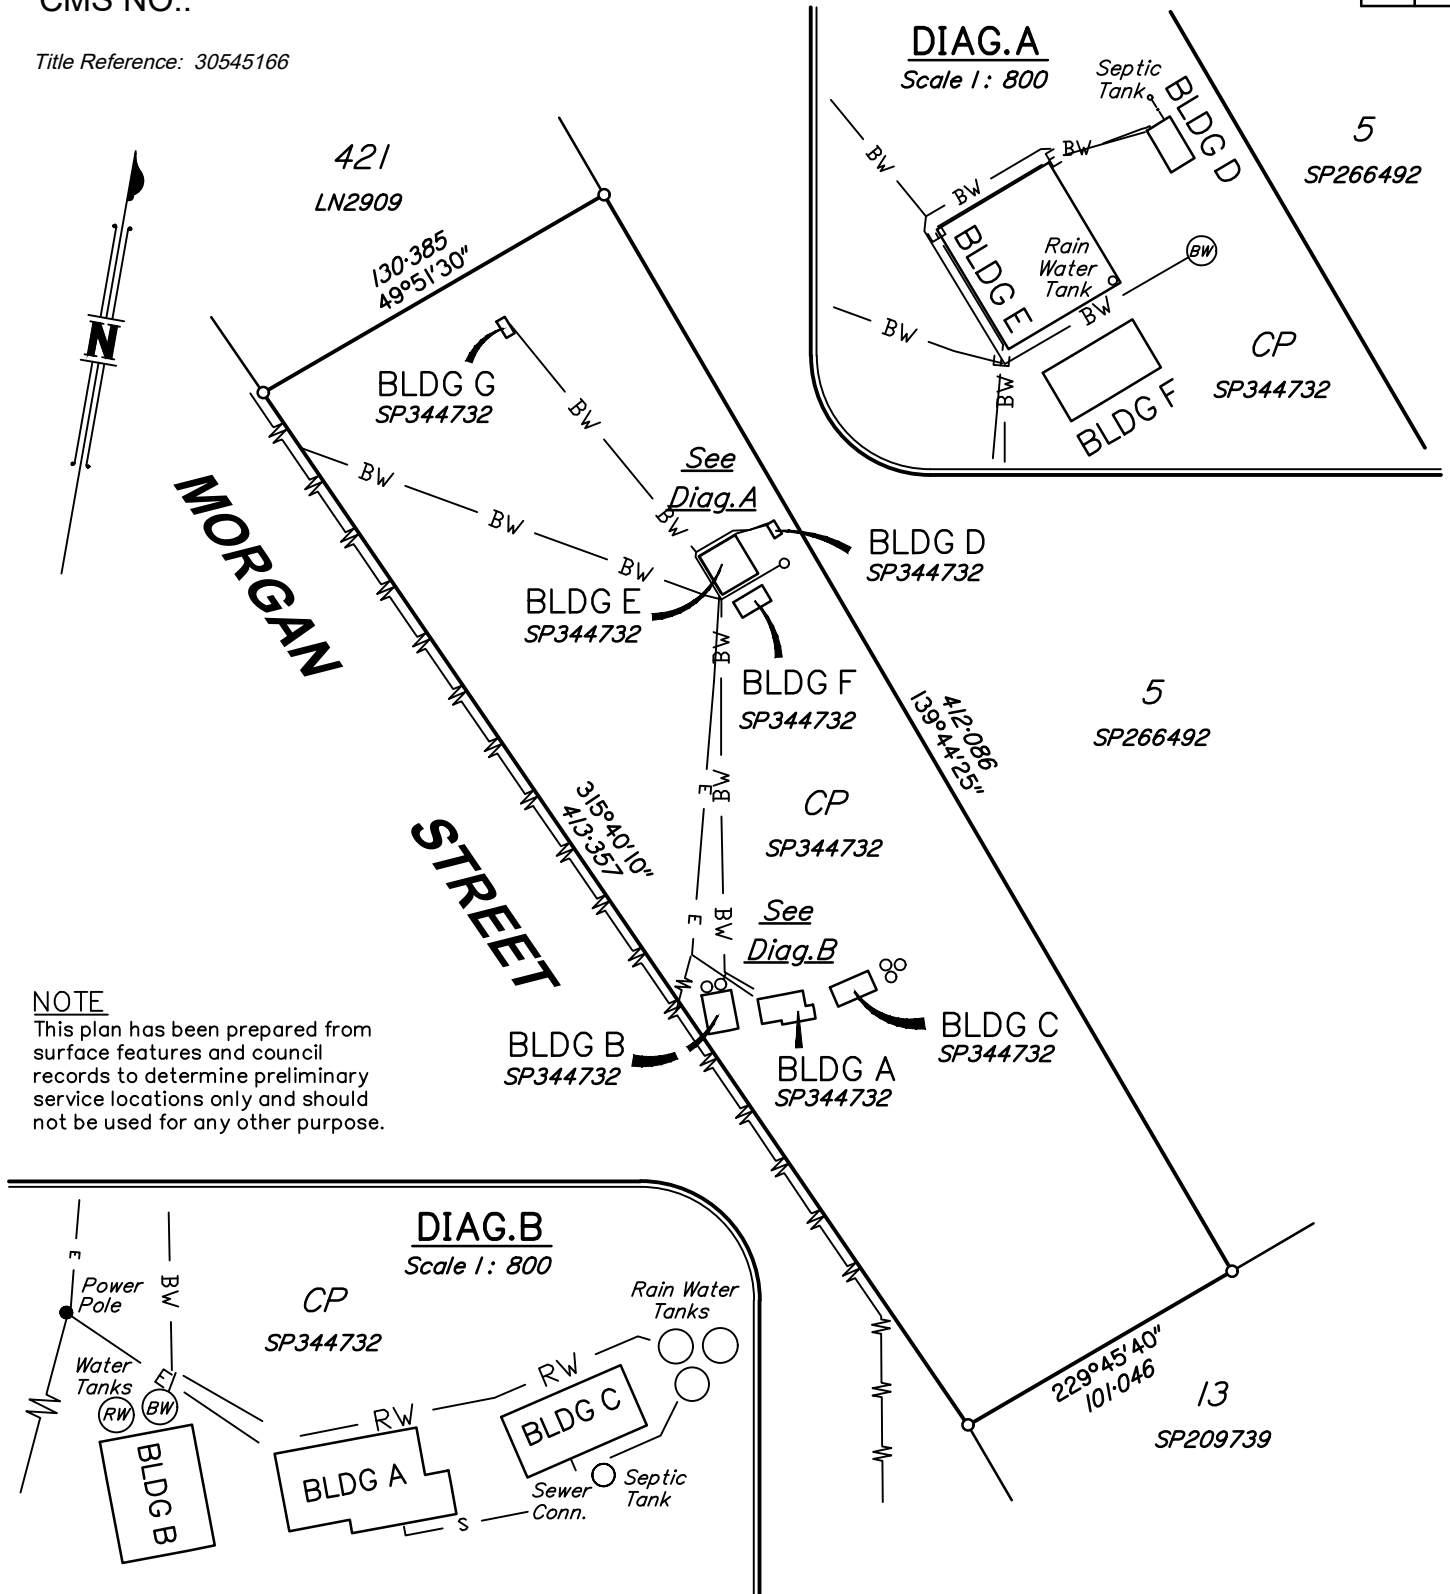 CMS NO.:
Title Reference: 30545166
DIAG.A
Scale 1: 800
Septic
Tank
BLDG D
5
SP266492
BW
BW
BW
BLDG E
Rain
Water
Tank
BW
BW
BW
E
BW
BLDG F
CP
SP344732
421
LN2909
130·385
49°51'30"
N
BLDG G
SP344732
BW
BW
BW
BW
BW
See
Diag.A
BLDG D
SP344732
BLDG E
SP344732
BLDG F
SP344732
BW
MORGAN
STREET
412·086
139°44'25"
5
SP266492
315°40'10"
413·357
E
BW
CP
SP344732
E
BW
See
Diag.B
BLDG B
SP344732
BLDG A
SP344732
BLDG C
SP344732
NOTE
This plan has been prepared from
surface features and council
records to determine preliminary
service locations only and should
not be used for any other purpose.
229°45'40"
101·046
13
SP209739
DIAG.B
Scale 1: 800
E
BW
Power
Pole
CP
SP344732
Rain Water
Tanks
Water
Tanks
RW
BW
E
RW
RW
BLDG C
BLDG A
BLDG B
Sewer
Conn.
Septic
Tank
S